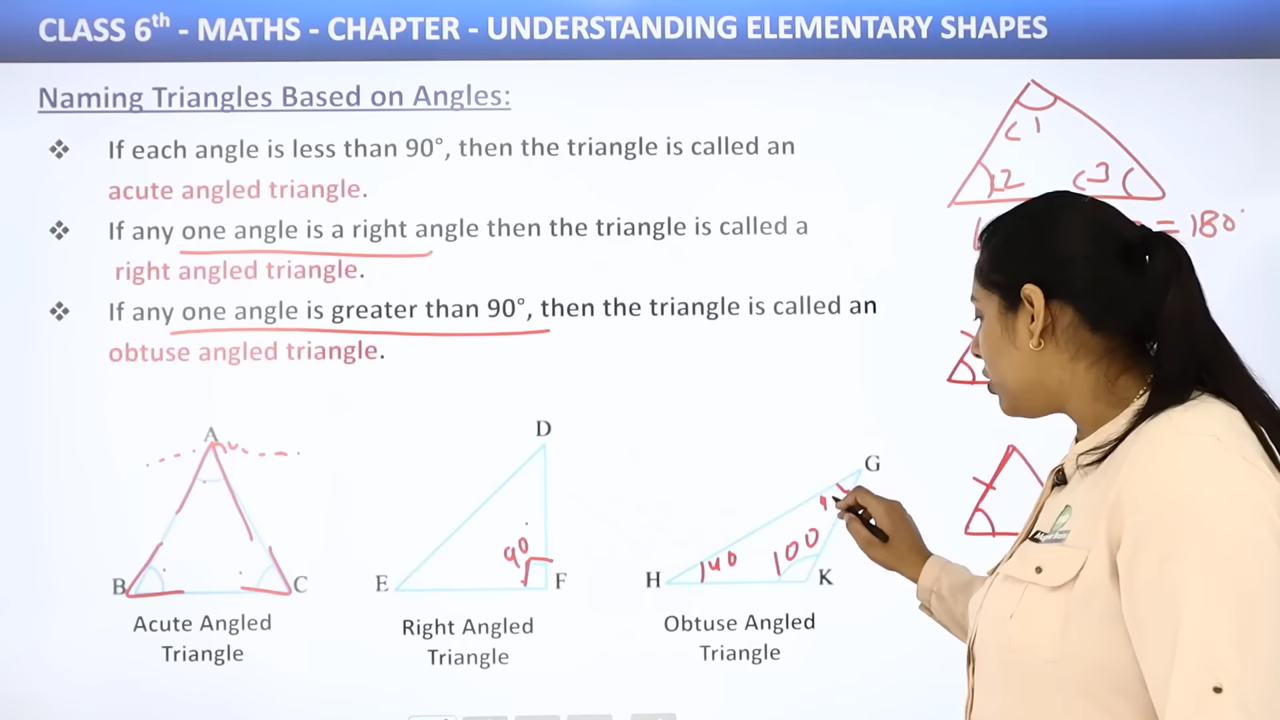 CLASS 6th - MATHS - CHAPTER - UNDERSTANDING ELEMENTARY SHAPES
Naming Triangles Based on Angles:
❖ If each angle is less than 90°, then the triangle is called an
acute angled triangle.
❖ If any one angle is a right angle then the triangle is called a
right angled triangle.
❖ If any one angle is greater than 90°, then the triangle is called an
obtuse angled triangle.
<1
<2 <3
= 180°
A
B C
Acute Angled
Triangle
D
90
E F
Right Angled
Triangle
G
100
H K
Obtuse Angled
Triangle